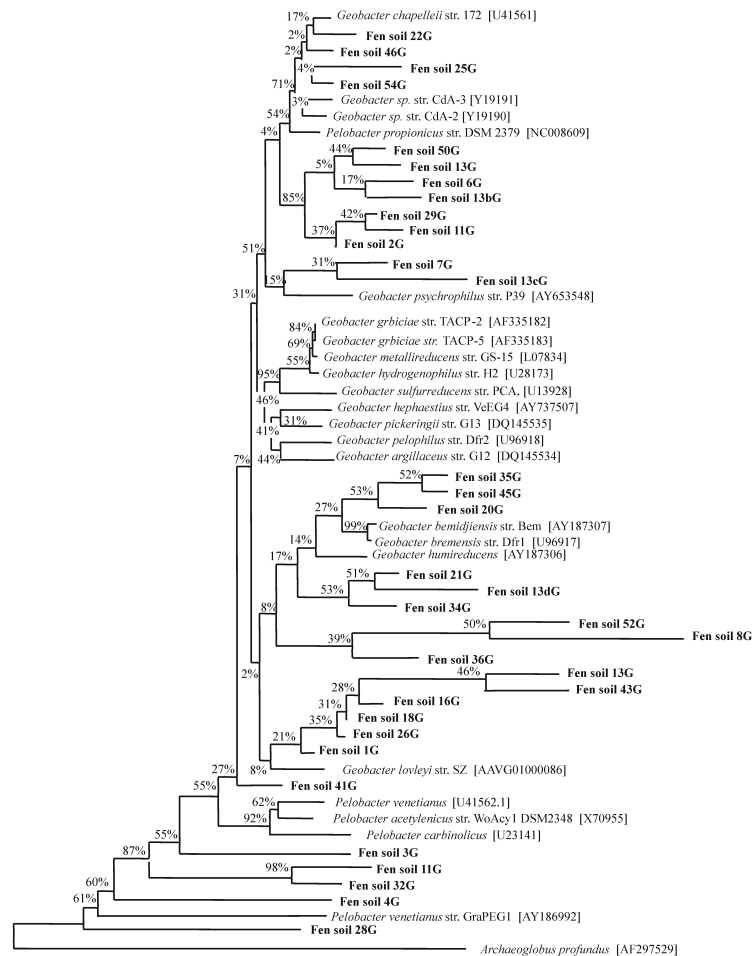 17% Geobacter chapelleii str. 172 [U41561]
2% Fen soil 22G
2% Fen soil 46G
4% Fen soil 25G
71% Fen soil 54G
3% Geobacter sp. str. CdA-3 [Y19191]
54% Geobacter sp. str. CdA-2 [Y19190]
4% Pelobacter propionicus str. DSM 2379 [NC008609]
44% Fen soil 50G
5% Fen soil 13G
17% Fen soil 6G
85% Fen soil 13bG
42% Fen soil 29G
37% Fen soil 11G
Fen soil 2G
51%
31% Fen soil 7G
15% Fen soil 13cG
31% Geobacter psychrophilus str. P39 [AY653548]
84% Geobacter grbiciae str. TACP-2 [AF335182]
69% Geobacter grbiciae str. TACP-5 [AF335183]
55% Geobacter metallireducens str. GS-15 [L07834]
95% Geobacter hydrogenophilus str. H2 [U28173]
Geobacter sulfurreducens str. PCA, [U13928]
46% Geobacter hephaestius str. VeEG4 [AY737507]
31% Geobacter pickeringii str. G13 [DQ145535]
41% Geobacter pelophilus str. Dfr2 [U96918]
44% Geobacter argillaceus str. G12 [DQ145534]
7%
52% Fen soil 35G
53% Fen soil 45G
27% Fen soil 20G
99% Geobacter bemidjiensis str. Bem [AY187307]
14% Geobacter bremensis str. Dfr1 [U96917]
17% Geobacter humireducens [AY187306]
51% Fen soil 21G
53% Fen soil 13dG
8% Fen soil 34G
50% Fen soil 52G
39% Fen soil 8G
Fen soil 36G
2%
46% Fen soil 13G
28% Fen soil 43G
31% Fen soil 16G
35% Fen soil 18G
21% Fen soil 26G
Fen soil 1G
8% Geobacter lovleyi str. SZ [AAVG01000086]
27% Fen soil 41G
55%
62% Pelobacter venetianus [U41562.1]
92% Pelobacter acetylenicus str. WoAcy1 DSM2348 [X70955]
55% Pelobacter carbinolicus [U23141]
87% Fen soil 3G
98% Fen soil 11G
60% Fen soil 32G
61% Fen soil 4G
Pelobacter venetianus str. GraPEG1 [AY186992]
Fen soil 28G
Archaeoglobus profundus [AF297529]